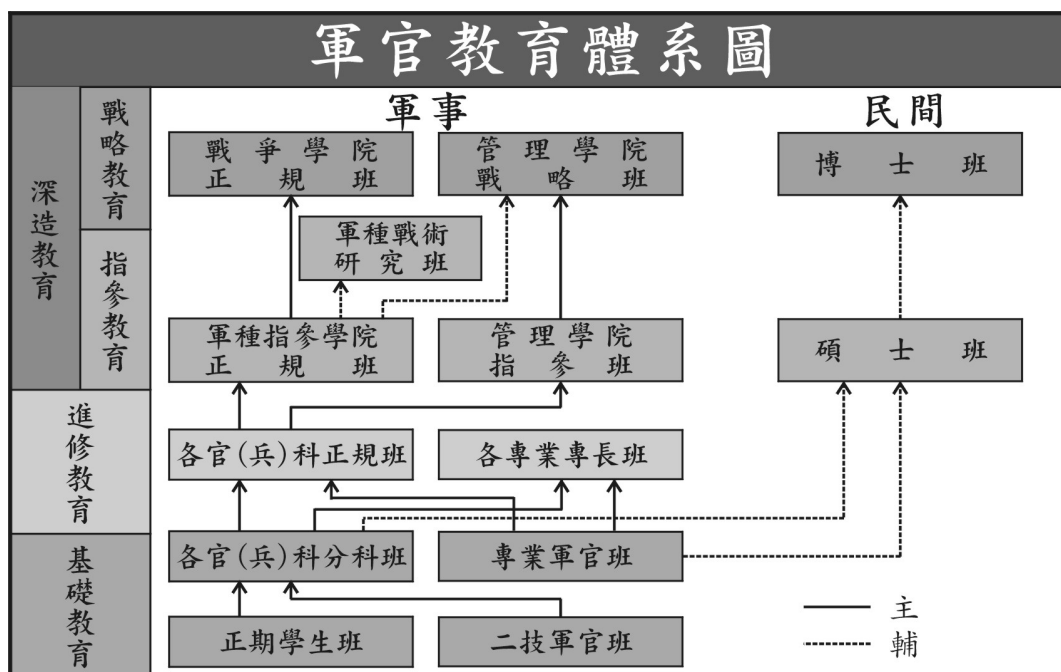 軍官教育體系圖
軍事
民間
深造教育
戰略教育
戰爭學院
正規班
管理學院
戰略班
博士班
指參教育
軍種戰術
研究班
軍種指參學院
正規班
管理學院
指參班
碩士班
進修教育
各官(兵)科正規班
各專業專長班
基礎教育
各官(兵)科分科班
專業軍官班
正期學生班
二技軍官班
主
輔